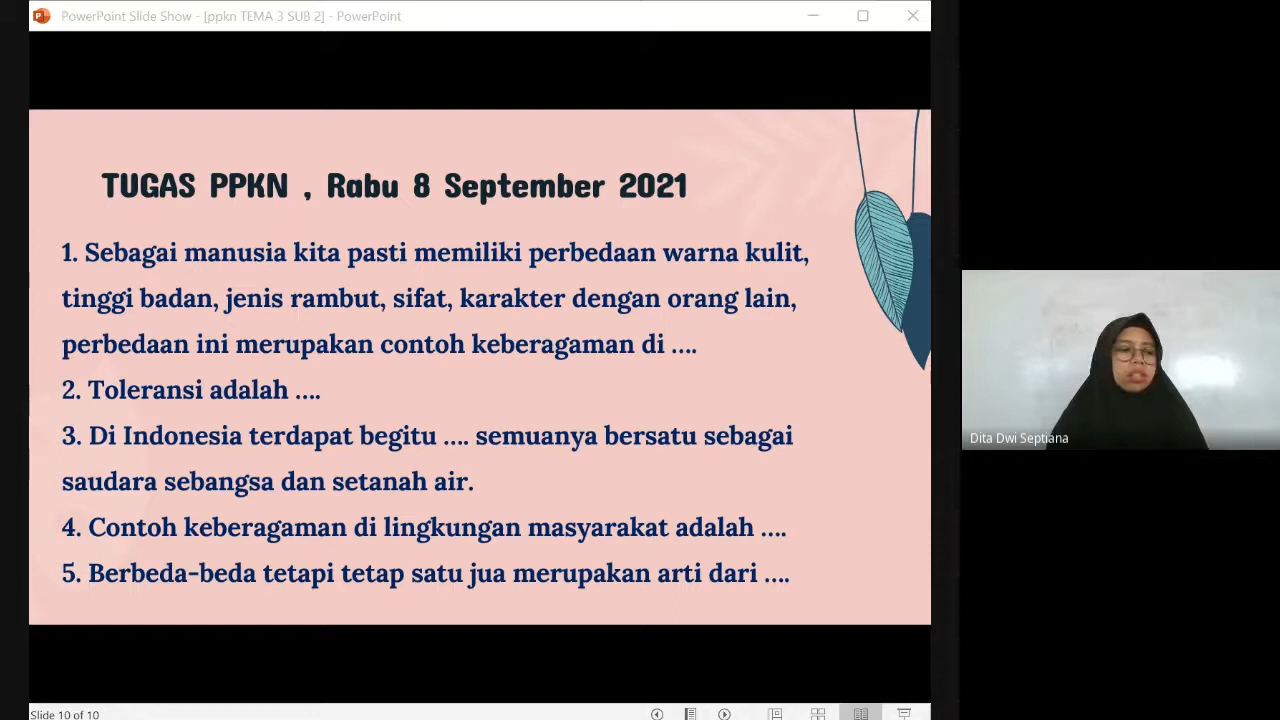 PowerPoint Slide Show - [ppkn TEMA 3 SUB 2] - PowerPoint
TUGAS PPKN , Rabu 8 September 2021
1. Sebagai manusia kita pasti memiliki perbedaan warna kulit,
tinggi badan, jenis rambut, sifat, karakter dengan orang lain,
perbedaan ini merupakan contoh keberagaman di ....
2. Toleransi adalah ....
3. Di Indonesia terdapat begitu .... semuanya bersatu sebagai
saudara sebangsa dan setanah air.
4. Contoh keberagaman di lingkungan masyarakat adalah ....
5. Berbeda-beda tetapi tetap satu jua merupakan arti dari ....
Dita Dwi Septiana
Slide 10 of 10